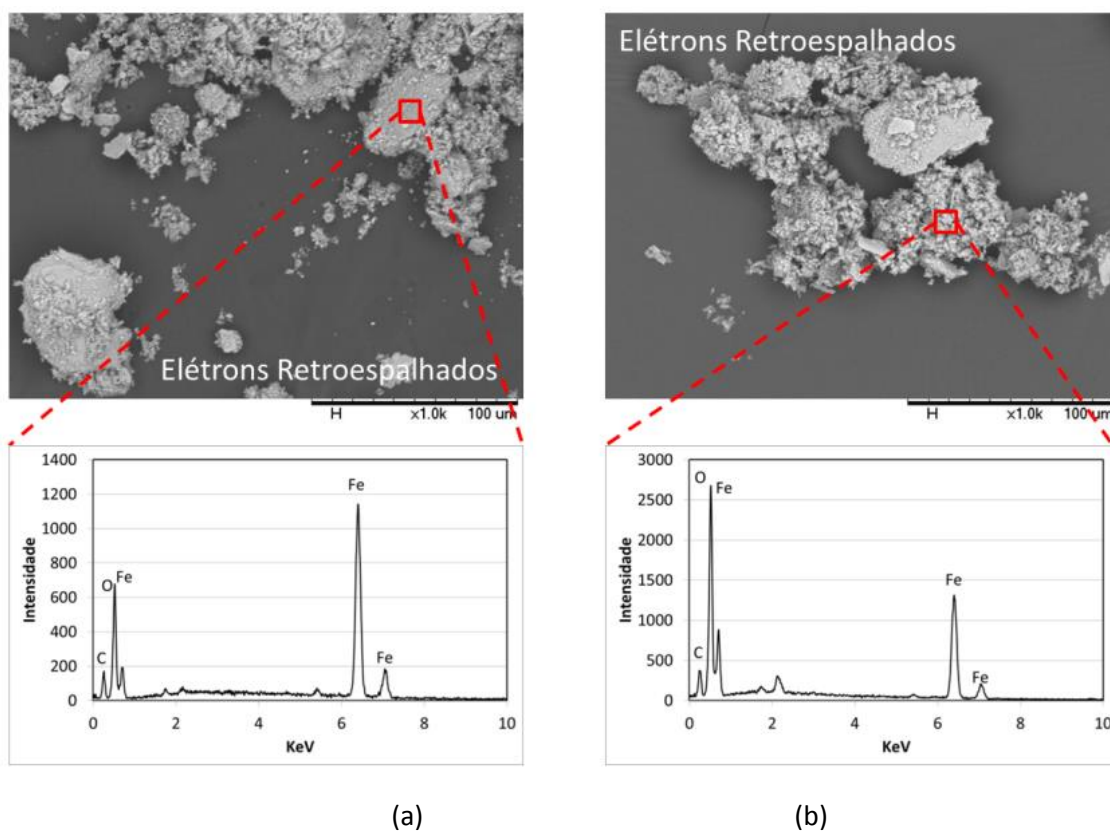 Elétrons Retroespalhados
H x1.0k 100 um
1400
1200
1000
800
600
400
200
0
Intensidade
C
O
Fe
Fe
Fe
0 2 4 6 8 10
KeV
(a)
Elétrons Retroespalhados
H x1.0k 100 um
3000
2500
2000
1500
1000
500
0
Intensidade
C
O
Fe
Fe
Fe
0 2 4 6 8 10
KeV
(b)